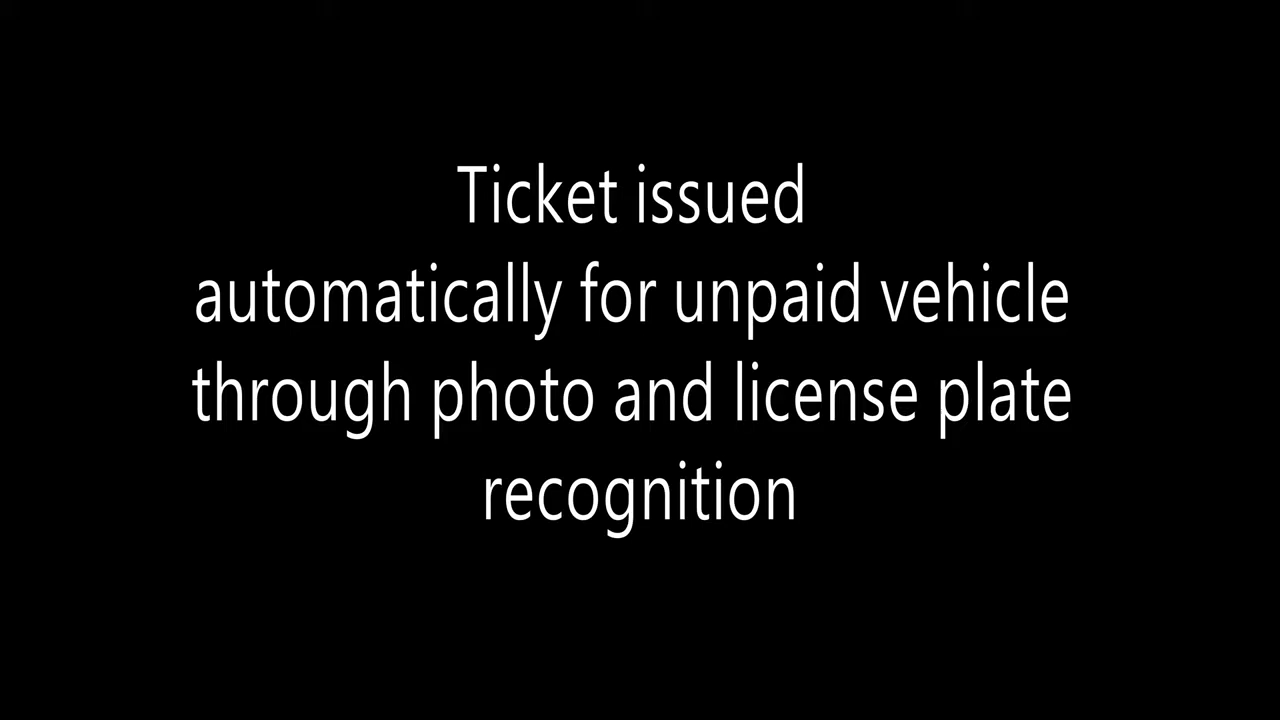 Ticket issued
automatically for unpaid vehicle
through photo and license plate
recognition